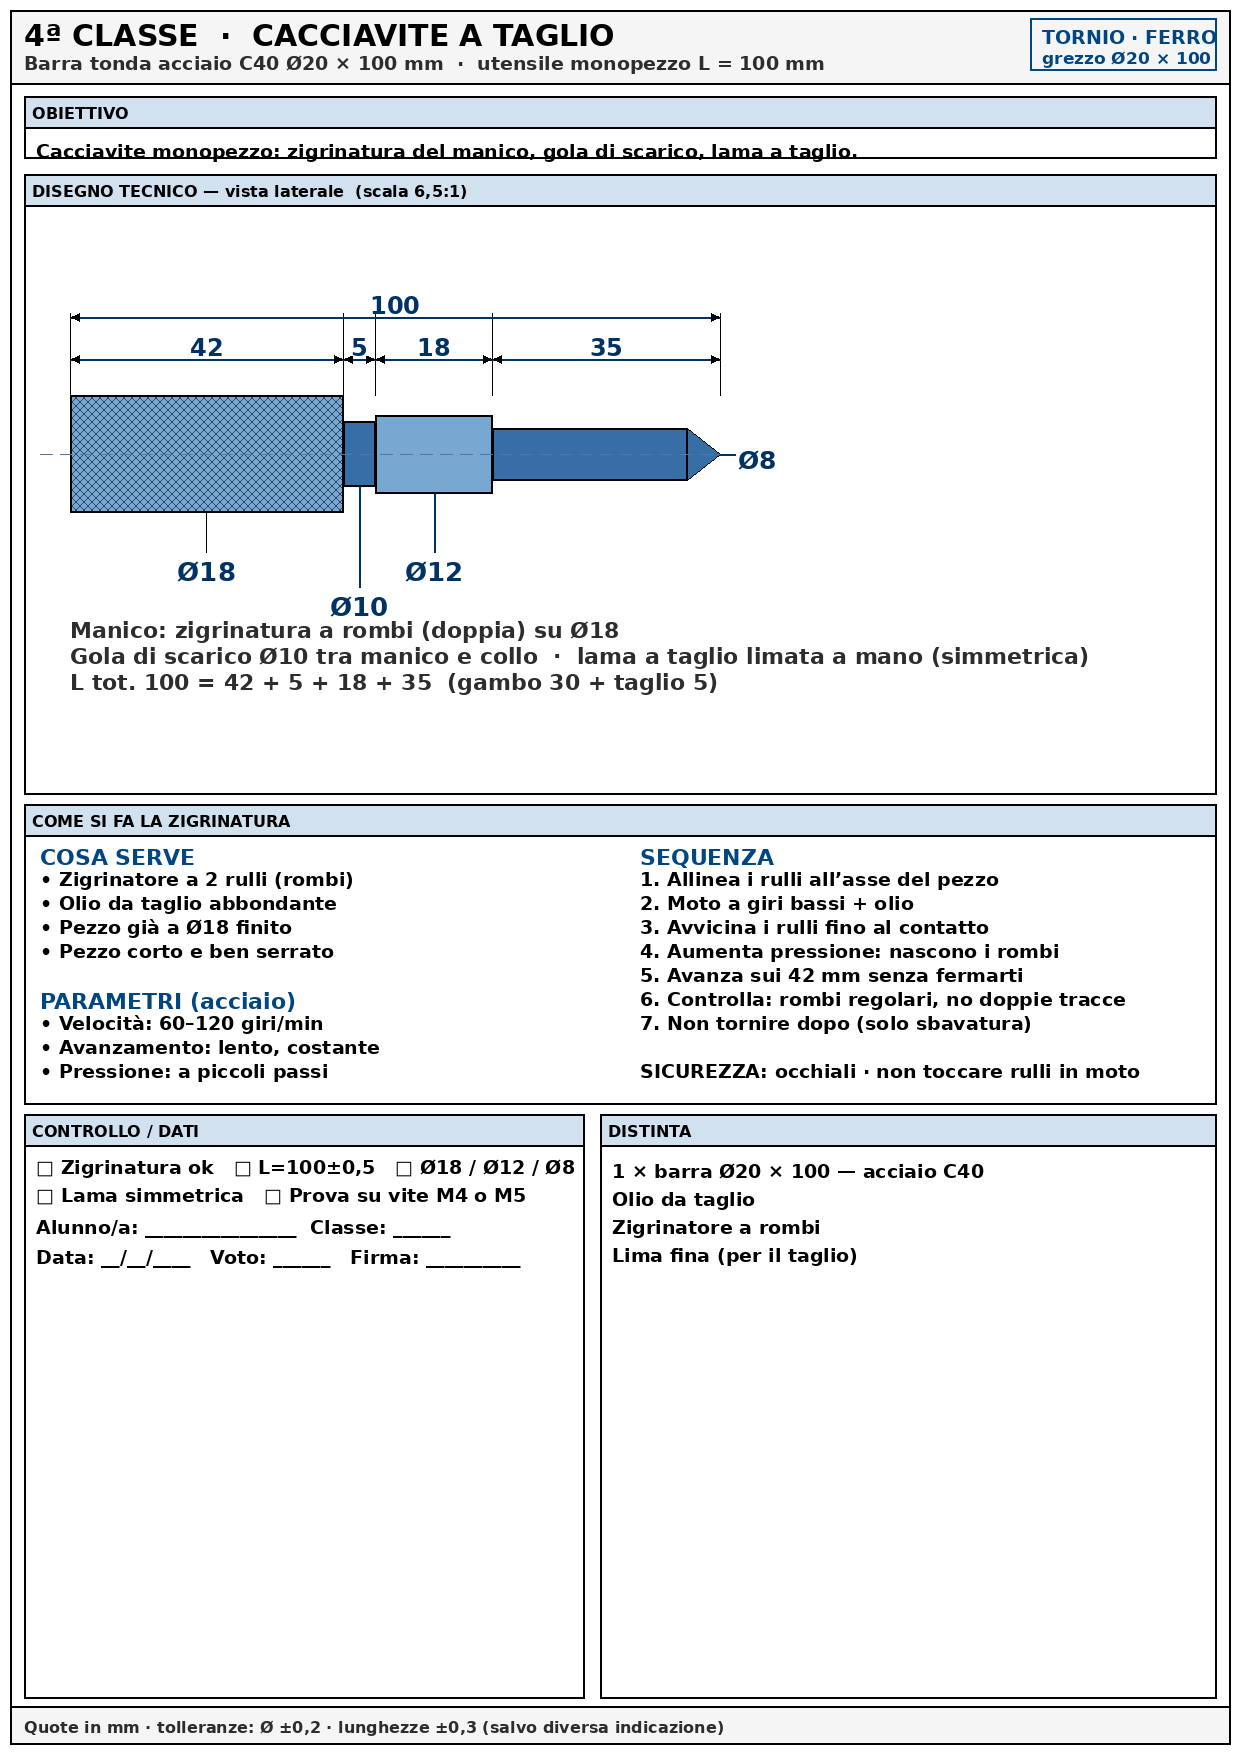 4ª CLASSE · CACCIAVITE A TAGLIO
Barra tonda acciaio C40 Ø20 × 100 mm · utensile monopezzo L = 100 mm
TORNIO · FERRO
grezzo Ø20 × 100
OBIETTIVO
Cacciavite monopezzo: zigrinatura del manico, gola di scarico, lama a taglio.
DISEGNO TECNICO — vista laterale (scala 6,5:1)
100
42 5 18 35
Ø8
Ø18 Ø12
Ø10
Manico: zigrinatura a rombi (doppia) su Ø18
Gola di scarico Ø10 tra manico e collo · lama a taglio limata a mano (simmetrica)
L tot. 100 = 42 + 5 + 18 + 35 (gambo 30 + taglio 5)
COME SI FA LA ZIGRINATURA
COSA SERVE
• Zigrinatore a 2 rulli (rombi)
• Olio da taglio abbondante
• Pezzo già a Ø18 finito
• Pezzo corto e ben serrato
PARAMETRI (acciaio)
• Velocità: 60–120 giri/min
• Avanzamento: lento, costante
• Pressione: a piccoli passi
SEQUENZA
1. Allinea i rulli all’asse del pezzo
2. Moto a giri bassi + olio
3. Avvicina i rulli fino al contatto
4. Aumenta pressione: nascono i rombi
5. Avanza sui 42 mm senza fermarti
6. Controlla: rombi regolari, no doppie tracce
7. Non tornire dopo (solo sbavatura)
SICUREZZA: occhiali · non toccare rulli in moto
CONTROLLO / DATI
□ Zigrinatura ok □ L=100±0,5 □ Ø18 / Ø12 / Ø8
□ Lama simmetrica □ Prova su vite M4 o M5
Alunno/a: ________________ Classe: ______
Data: __/__/____ Voto: ______ Firma: __________
DISTINTA
1 × barra Ø20 × 100 — acciaio C40
Olio da taglio
Zigrinatore a rombi
Lima fina (per il taglio)
Quote in mm · tolleranze: Ø ±0,2 · lunghezze ±0,3 (salvo diversa indicazione)